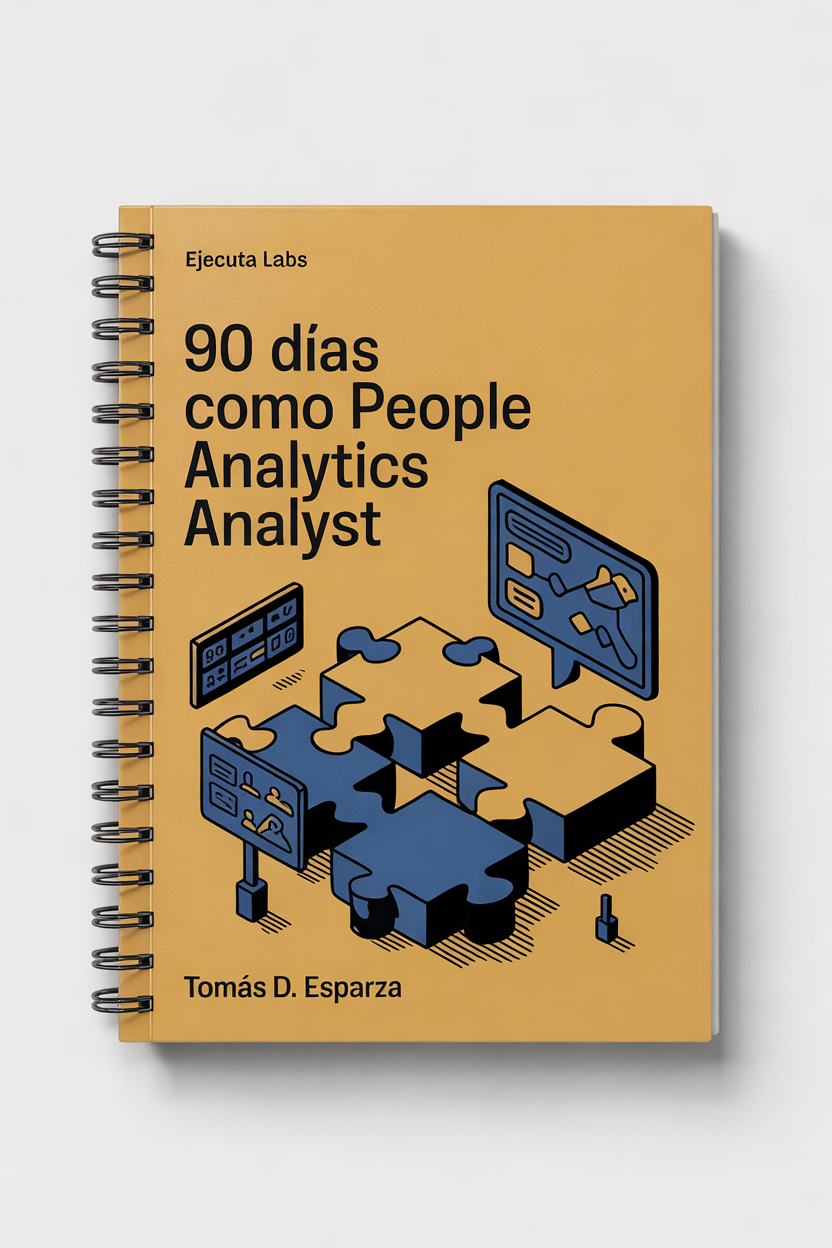 Ejecuta Labs
90 días
como People
Analytics
Analyst
Tomás D. Esparza